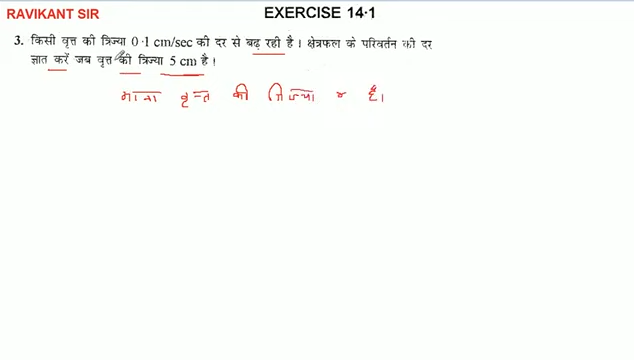 RAVIKANT SIR
EXERCISE 14·1
3. किसी वृत्त की त्रिज्या 0·1 cm/sec की दर से बढ़ रही है। क्षेत्रफल के परिवर्तन की दर
ज्ञात करें जब वृत्त की त्रिज्या 5 cm है।
माना वृत्त की त्रिज्या r है।